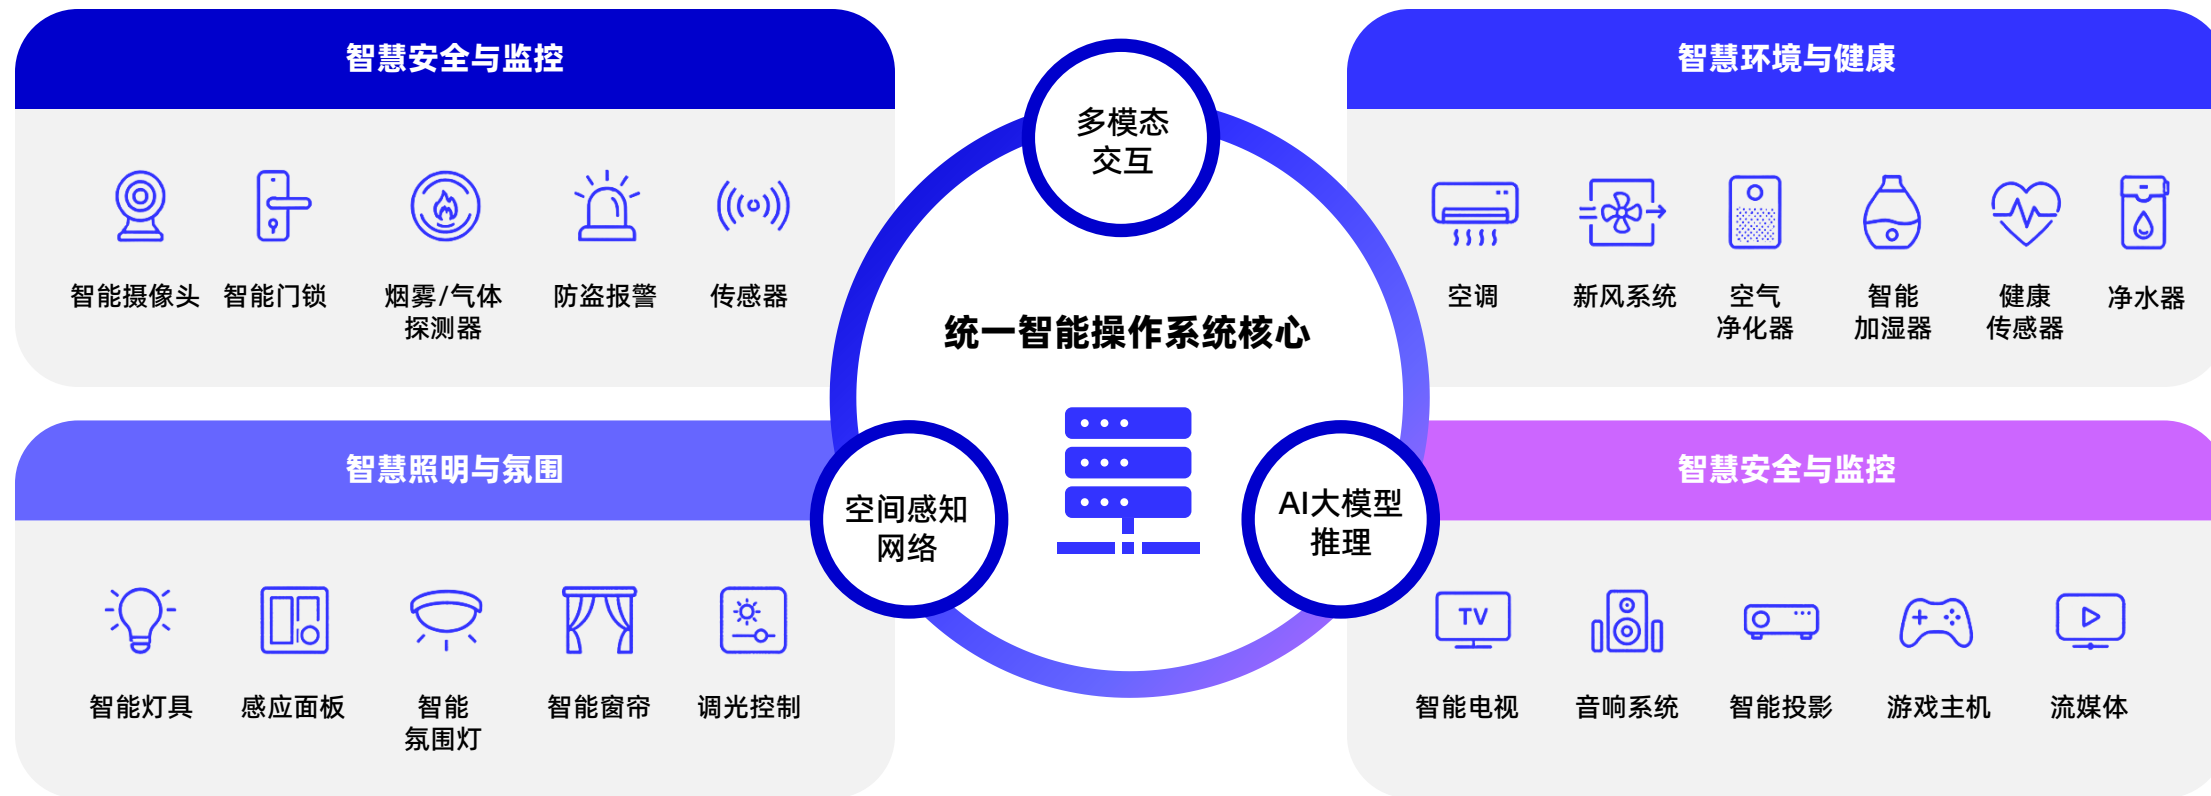 智慧安全与监控
智能摄像头
智能门锁
烟雾/气体
探测器
防盗报警
传感器
多模态
交互
智慧环境与健康
空调
新风系统
空气
净化器
智能
加湿器
健康
传感器
净水器
统一智能操作系统核心
空间感知
网络
AI大模型
推理
智慧照明与氛围
智能灯具
感应面板
智能
氛围灯
智能窗帘
调光控制
智慧安全与监控
TV
智能电视
音响系统
智能投影
游戏主机
流媒体